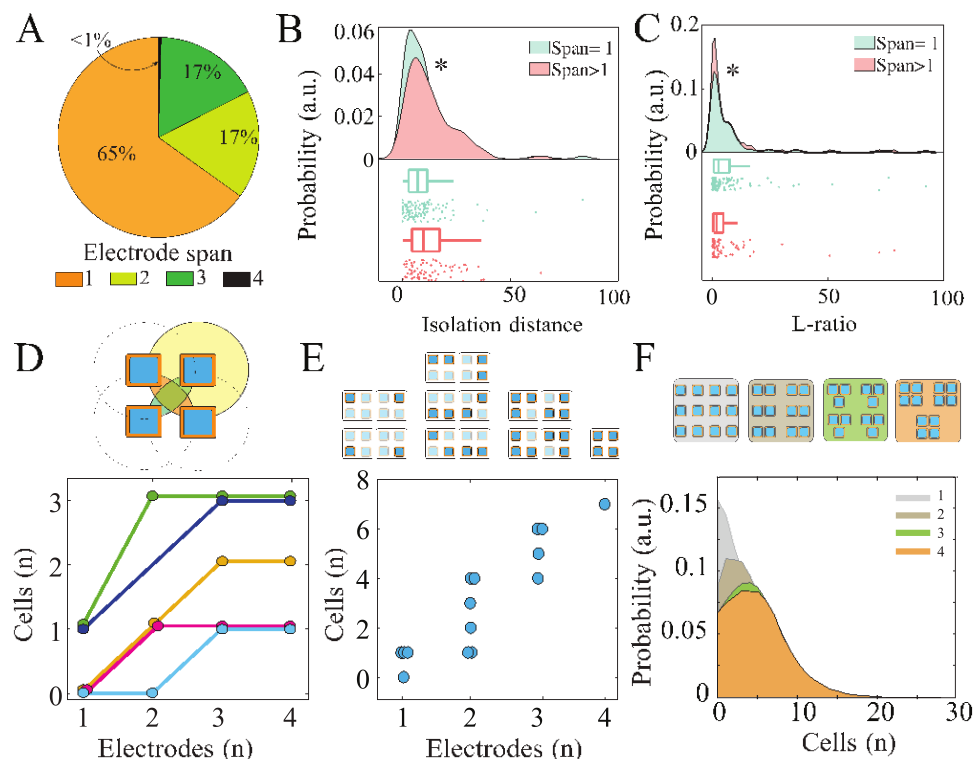 A
<1%
17%
17%
65%
Electrode span
1 2 3 4
B
0.06
0.04
0.02
0.00
Probability (a.u.)
Span= 1
Span>1
*
0 50 100
Isolation distance
C
0.2
0.1
0
Probability (a.u.)
Span= 1
Span>1
*
0 50 100
L-ratio
D
3
1
0
Cells (n)
1 2 3 4
Electrodes (n)
E
8
6
4
2
0
1 2 3 4
Electrodes (n)
F
0.15
0.10
0.05
0
Probability (a.u.)
1
2
3
4
0 10 20 30
Cells (n)